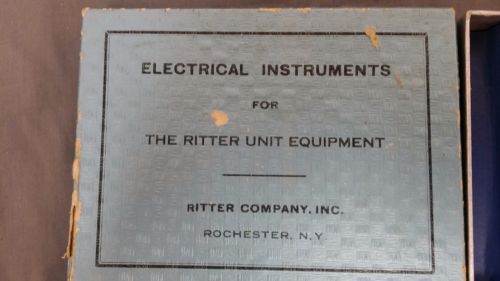 ELECTRICAL INSTRUMENTS
FOR
THE RITTER UNIT EQUIPMENT
RITTER COMPANY, INC.
ROCHESTER, N.Y.